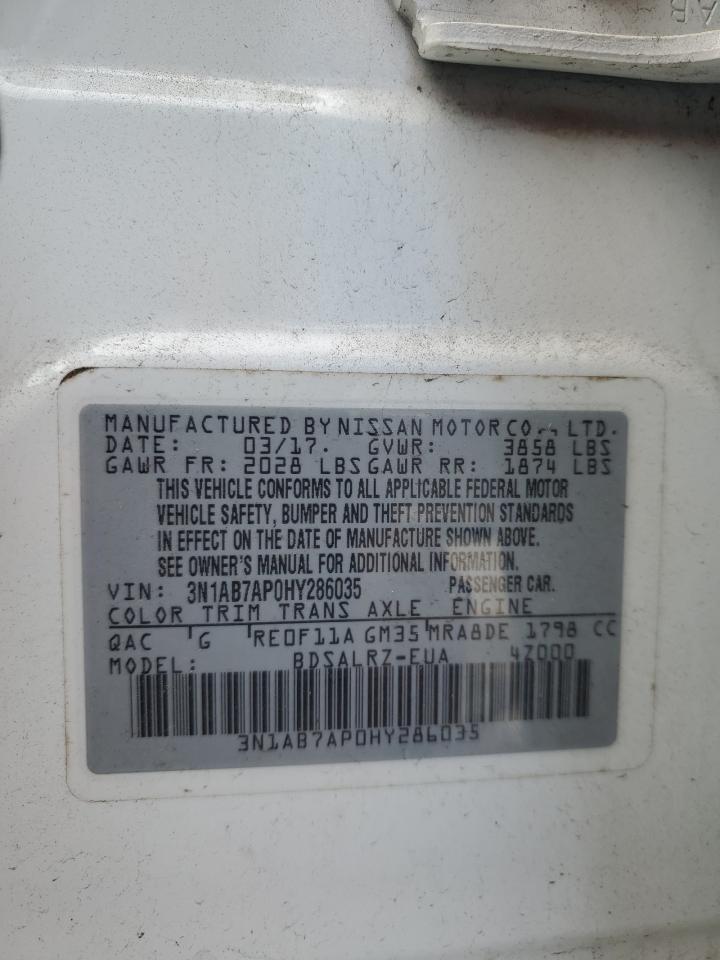 AB
MANUFACTURED BY NISSAN MOTOR CO., LTD.
DATE: 03/17. GVWR: 3858 LBS
GAWR FR: 2028 LBS GAWR RR: 1874 LBS
THIS VEHICLE CONFORMS TO ALL APPLICABLE FEDERAL MOTOR
VEHICLE SAFETY, BUMPER AND THEFT PREVENTION STANDARDS
IN EFFECT ON THE DATE OF MANUFACTURE SHOWN ABOVE.
SEE OWNER'S MANUAL FOR ADDITIONAL INFORMATION.
VIN: 3N1AB7AP0HY286035 PASSENGER CAR.
COLOR TRIM TRANS AXLE ENGINE
QAC G RE0F11A GM35 MRA8DE 1798 CC
MODEL: BDSALRZ-EUA 4Z000
3N1AB7AP0HY286035